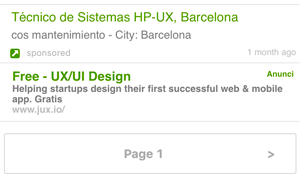 Técnico de Sistemas HP-UX, Barcelona
cos mantenimiento - City: Barcelona
sponsored 1 month ago
Free - UX/UI Design Anunci
Helping startups design their first successful web & mobile
app. Gratis
www.jux.io/
Page 1 >